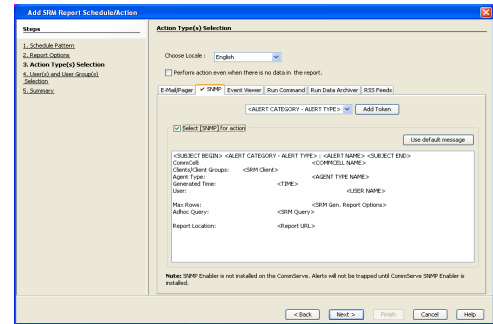 Add SRM Report Schedule/Action
Steps
1. Schedule Pattern
2. Report Options
3. Action Type(s) Selection
4. User(s) and User Group(s)
Selection
5. Summary
Action Type(s) Selection
Choose Locale : English
Perform action even when there is no data in the report.
E-Mail/Pager SNMP Event Viewer Run Command Run Data Archiver RSS Feeds
<ALERT CATEGORY - ALERT TYPE> Add Token
Select [SNMP] for action
Use default message
<SUBJECT BEGIN> <ALERT CATEGORY - ALERT TYPE> : <ALERT NAME> <SUBJECT END>
CommCell: <COMMCELL NAME>
Clients/Client Groups: <SRM Client>
Agent Type: <AGENT TYPE NAME>
Generated Time: <TIME>
User: <USER NAME>
Max Rows: <SRM Gen. Report Options>
Adhoc Query: <SRM Query>
Report Location: <Report URL>
Note: SNMP Enabler is not installed on the CommServe. Alerts will not be trapped until CommServe SNMP Enabler is
installed.
< Back Next > Finish Cancel Help